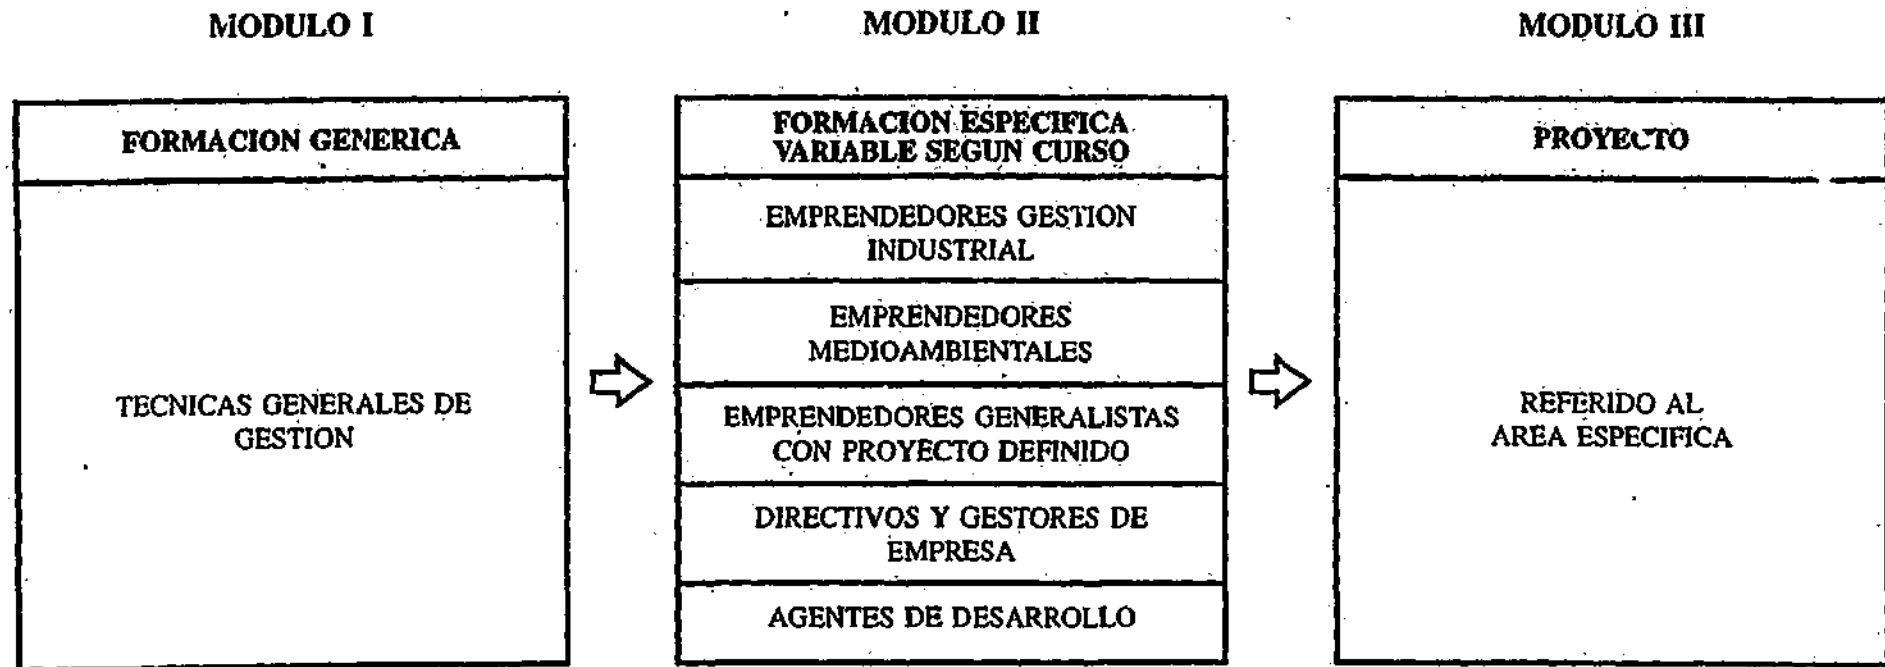 MODULO I
MODULO II
MODULO III
FORMACION GENERICA
TECNICAS GENERALES DE
GESTION
FORMACION ESPECIFICA
VARIABLE SEGUN CURSO
EMPRENDEDORES GESTION
INDUSTRIAL
EMPRENDEDORES
MEDIOAMBIENTALES
EMPRENDEDORES GENERALISTAS
CON PROYECTO DEFINIDO
DIRECTIVOS Y GESTORES DE
EMPRESA
AGENTES DE DESARROLLO
PROYECTO
REFERIDO AL
AREA ESPECIFICA